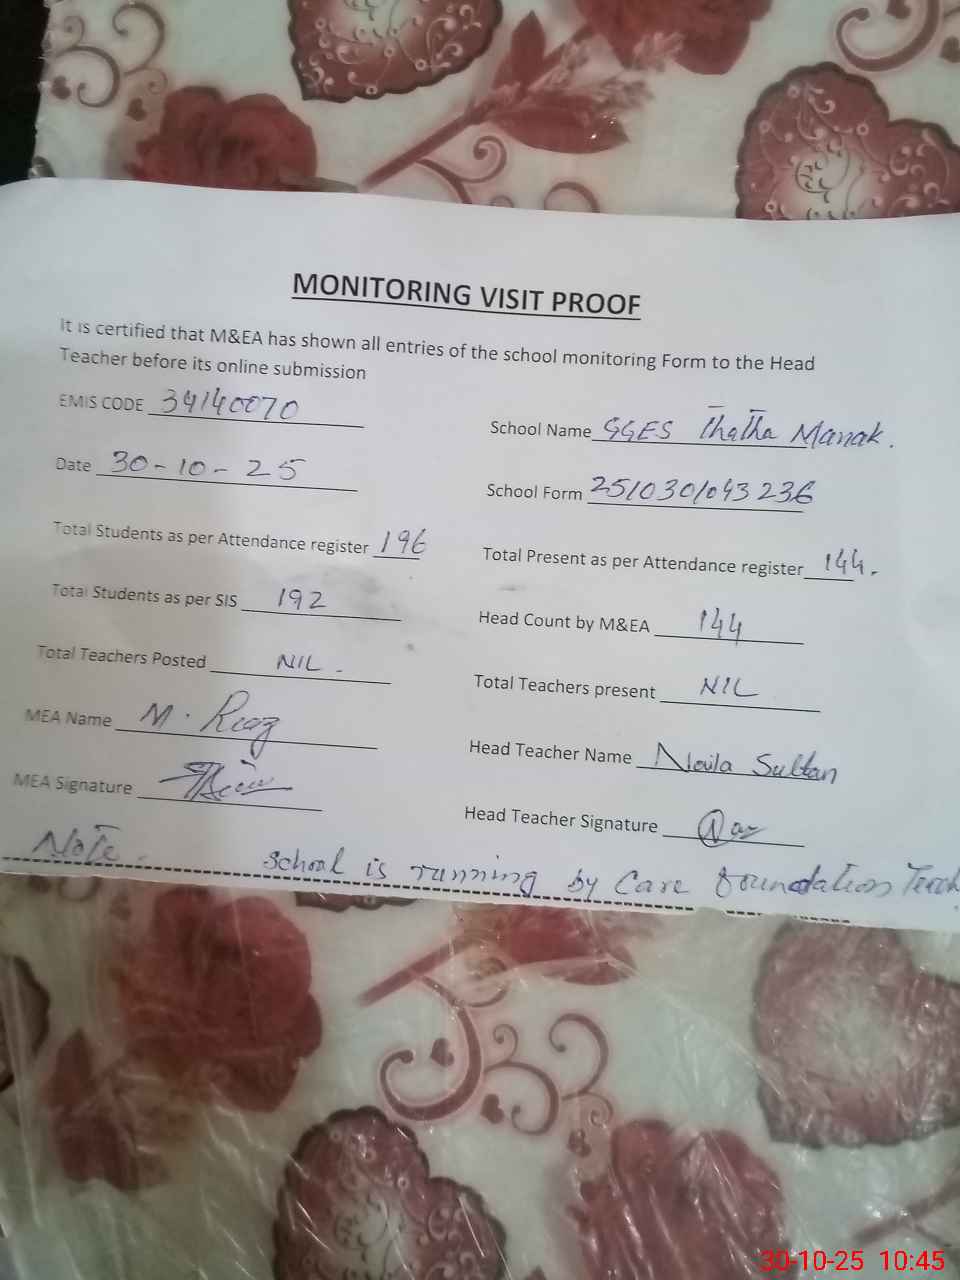 MONITORING VISIT PROOF
It is certified that M&EA has shown all entries of the school monitoring Form to the Head
Teacher before its online submission
EMIS CODE 34140070
School Name GGES Thatha Manak.
Date 30-10-25
School Form 2510301043236
Total Students as per Attendance register 196
Total Present as per Attendance register 144.
Total Students as per SIS 192
Head Count by M&EA 144
Total Teachers Posted NIL -
Total Teachers present NIL
MEA Name M. Riaz
Head Teacher Name Naila Sultan
MEA Signature
Head Teacher Signature
Note - School is running by Care foundation Teach
30-10-25 10:45